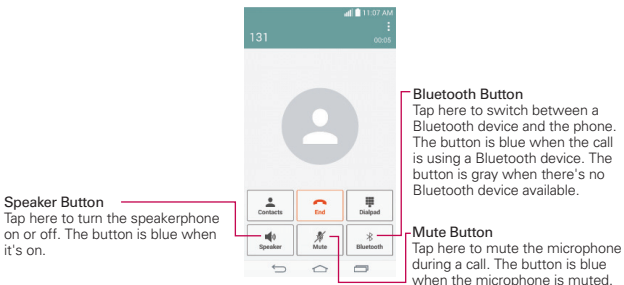 11:07 AM
131
00:05
Contacts
End
Dialpad
Speaker
Mute
Bluetooth
Speaker Button
Tap here to turn the speakerphone
on or off. The button is blue when
it's on.
Bluetooth Button
Tap here to switch between a
Bluetooth device and the phone.
The button is blue when the call
is using a Bluetooth device. The
button is gray when there's no
Bluetooth device available.
Mute Button
Tap here to mute the microphone
during a call. The button is blue
when the microphone is muted.